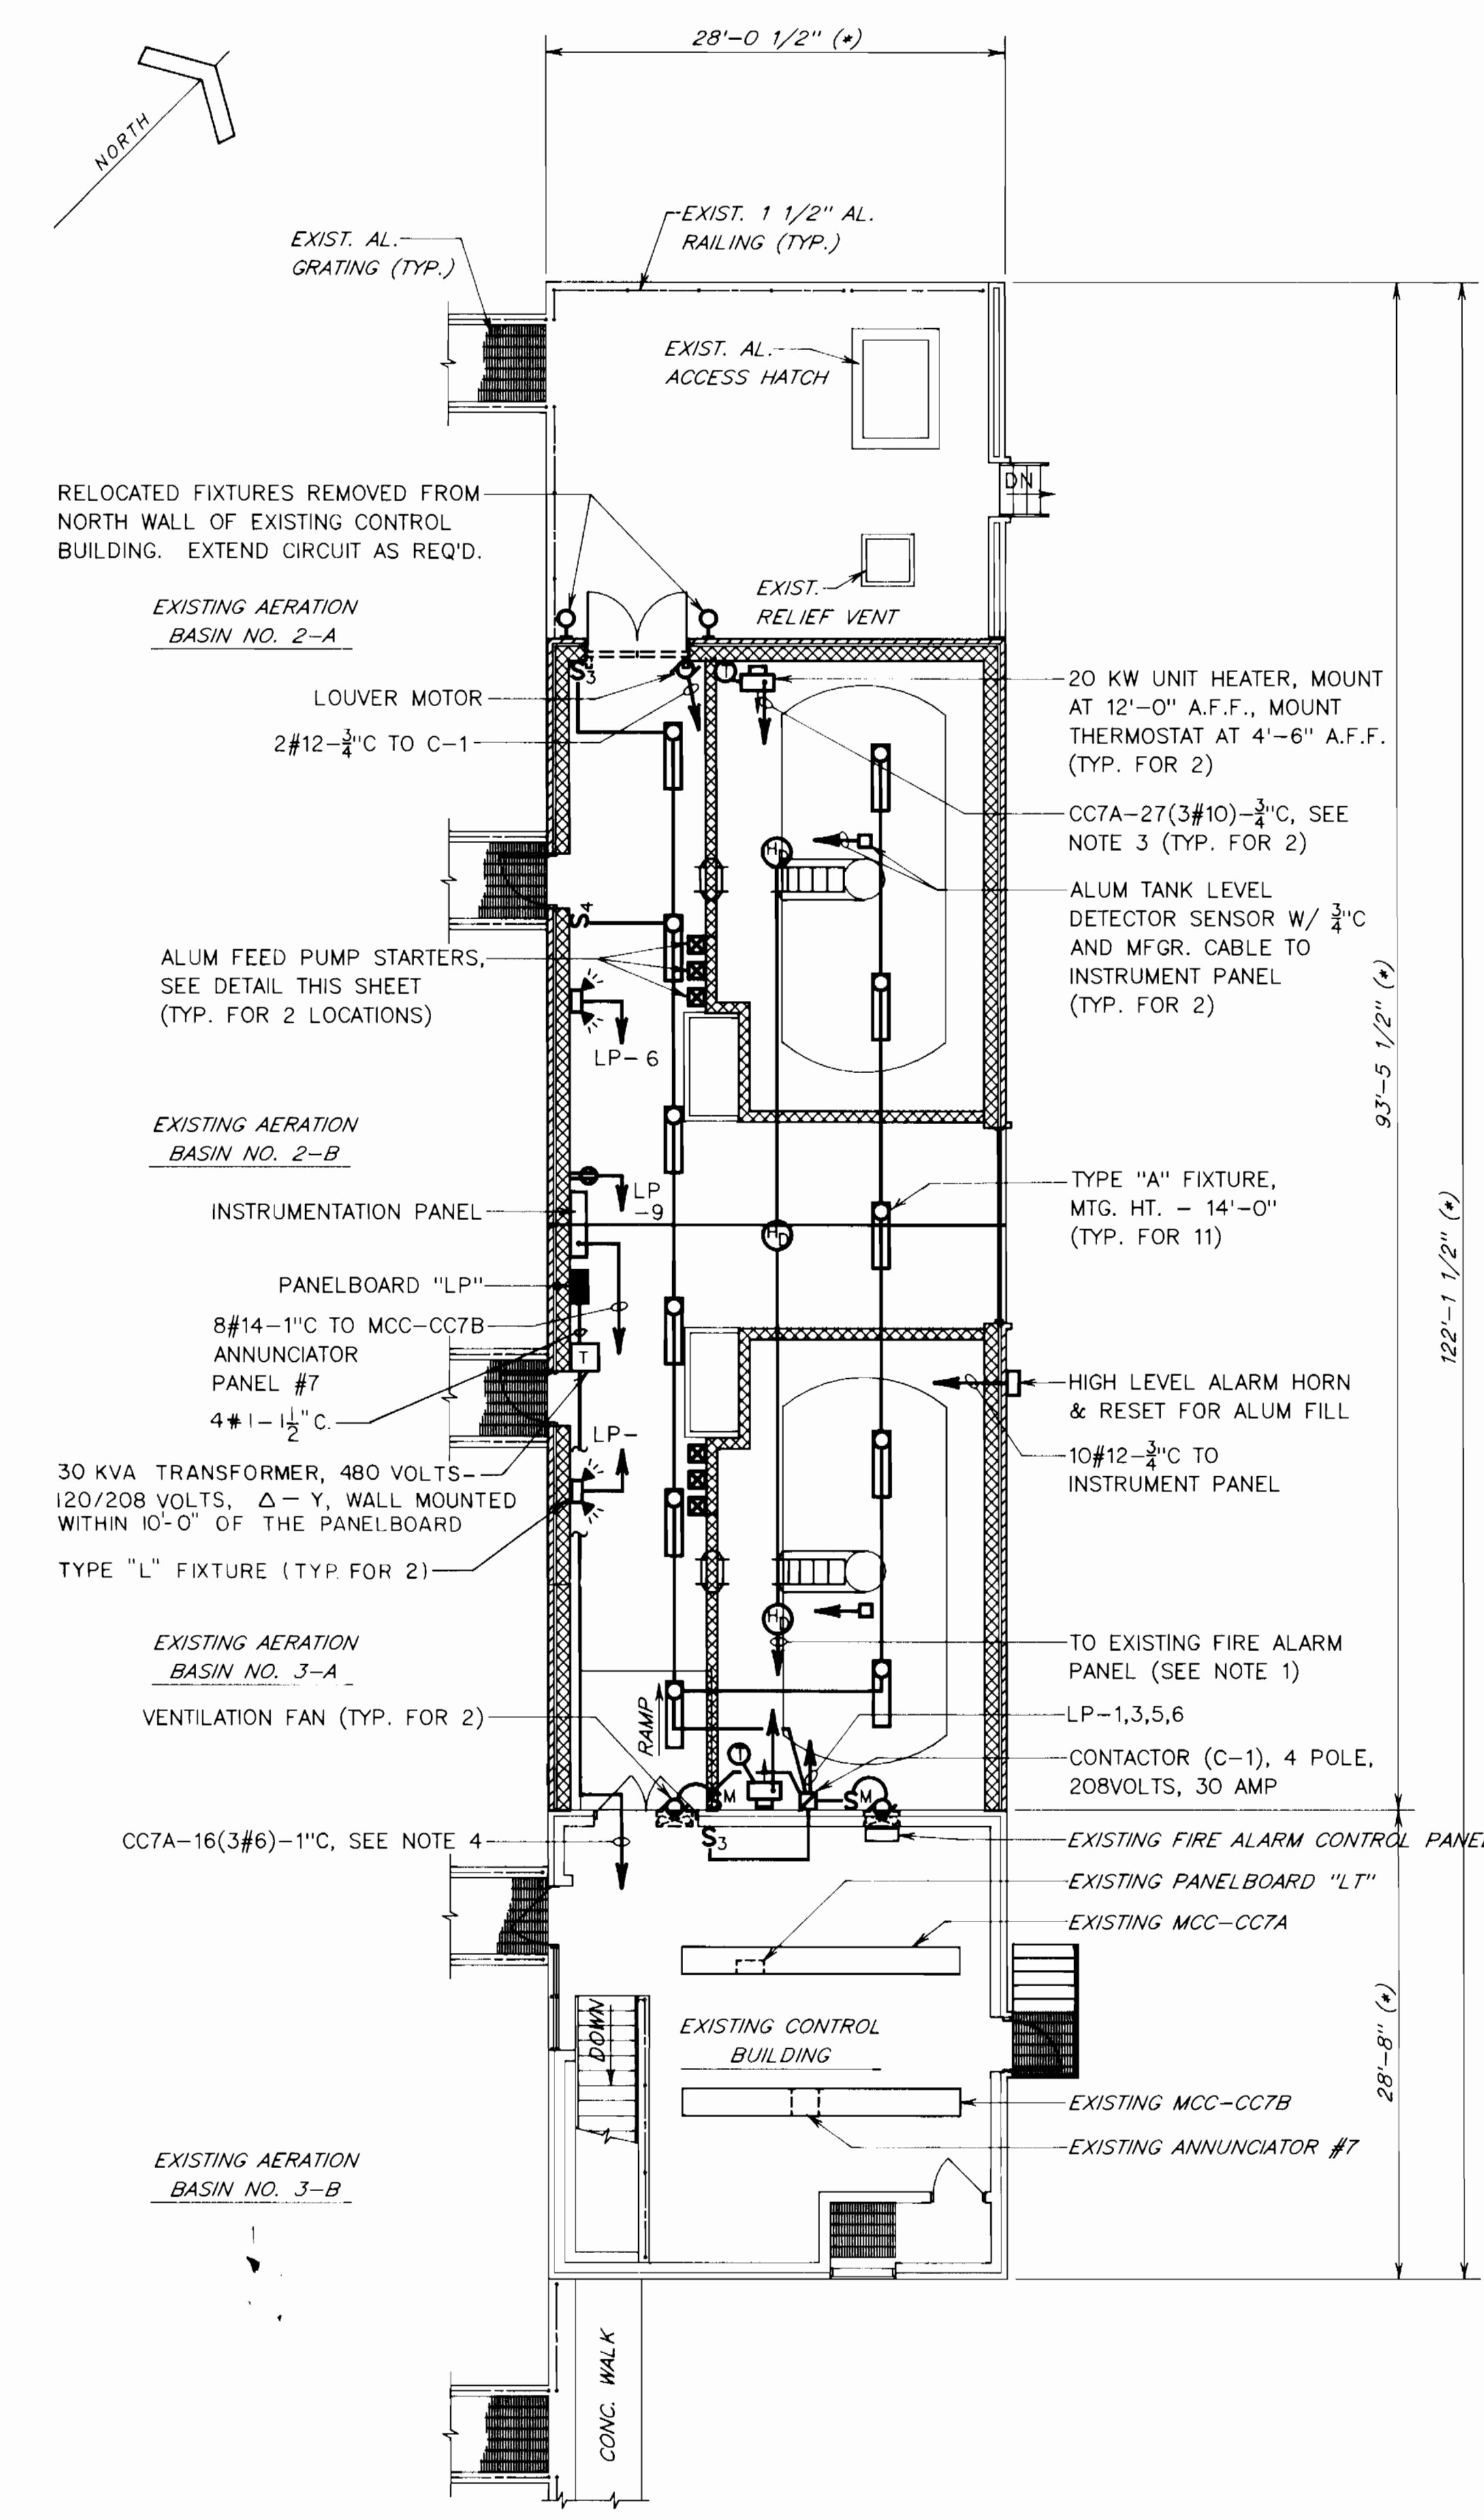 28'-0 1/2" (*)
NORTH
EXIST. 1 1/2" AL.
RAILING (TYP.)
EXIST. AL.
GRATING (TYP.)
EXIST. AL.
ACCESS HATCH
DN
RELOCATED FIXTURES REMOVED FROM
NORTH WALL OF EXISTING CONTROL
BUILDING. EXTEND CIRCUIT AS REQ'D.
EXIST.
RELIEF VENT
EXISTING AERATION
BASIN NO. 2-A
S3
T
LOUVER MOTOR
2#12-3/4"C TO C-1
20 KW UNIT HEATER, MOUNT
AT 12'-0" A.F.F., MOUNT
THERMOSTAT AT 4'-6" A.F.F.
(TYP. FOR 2)
CC7A-27(3#10)-3/4"C, SEE
NOTE 3 (TYP. FOR 2)
HD
ALUM TANK LEVEL
DETECTOR SENSOR W/ 3/4"C
AND MFGR. CABLE TO
INSTRUMENT PANEL
(TYP. FOR 2)
S4
ALUM FEED PUMP STARTERS,
SEE DETAIL THIS SHEET
(TYP. FOR 2 LOCATIONS)
LP-6
93'-5 1/2" (*)
122'-1 1/2" (*)
EXISTING AERATION
BASIN NO. 2-B
LP
-9
INSTRUMENTATION PANEL
HD
TYPE "A" FIXTURE,
MTG. HT. - 14'-0"
(TYP. FOR 11)
PANELBOARD "LP"
8#14-1"C TO MCC-CC7B
ANNUNCIATOR
PANEL #7
T
4#1-1 1/2"C.
HIGH LEVEL ALARM HORN
& RESET FOR ALUM FILL
LP-
10#12-3/4"C TO
INSTRUMENT PANEL
30 KVA TRANSFORMER, 480 VOLTS-
120/208 VOLTS, Δ-Y, WALL MOUNTED
WITHIN 10'-0" OF THE PANELBOARD
TYPE "L" FIXTURE (TYP. FOR 2)
HD
EXISTING AERATION
BASIN NO. 3-A
TO EXISTING FIRE ALARM
PANEL (SEE NOTE 1)
RAMP
VENTILATION FAN (TYP. FOR 2)
LP-1,3,5,6
T
CONTACTOR (C-1), 4 POLE,
208VOLTS, 30 AMP
SM
SM
S3
CC7A-16(3#6)-1"C, SEE NOTE 4
EXISTING FIRE ALARM CONTROL PANE
EXISTING PANELBOARD "LT"
EXISTING MCC-CC7A
DOWN
EXISTING CONTROL
BUILDING
28'-8" (*)
EXISTING MCC-CC7B
EXISTING ANNUNCIATOR #7
EXISTING AERATION
BASIN NO. 3-B
CONC. WALK